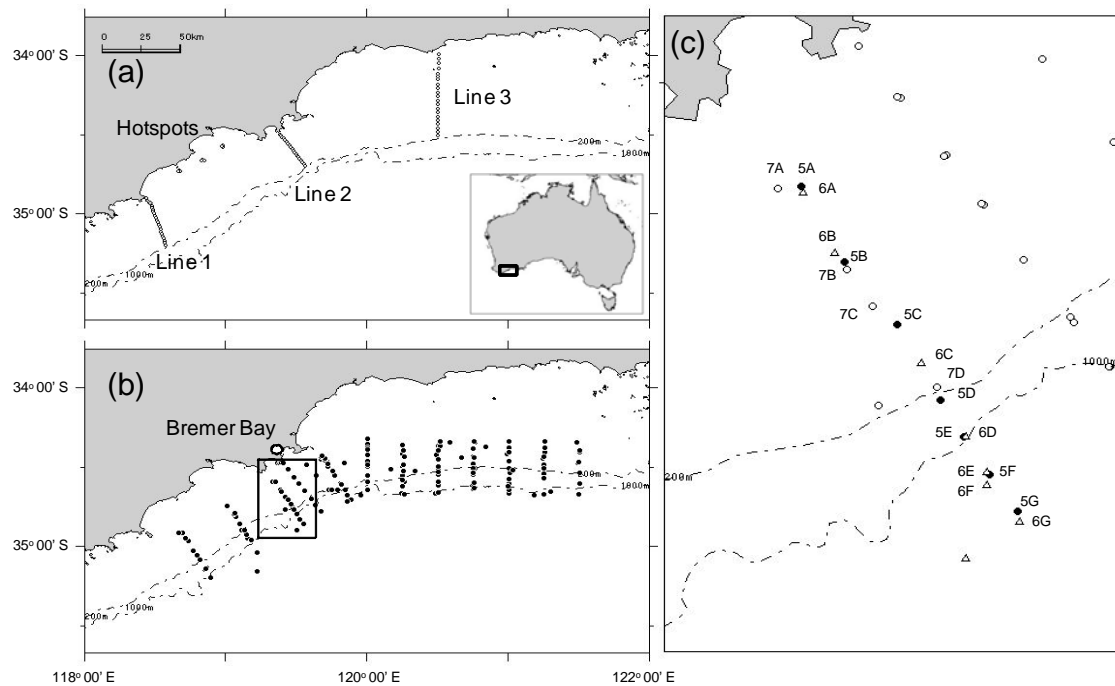 0 25 50km
34° 00' S
(a)
Line 3
Hotspots
200m
1000m
Line 2
35° 00' S
Line 1
1000m
200m
34° 00' S
(b)
Bremer Bay
1000m
35° 00' S
1000m
200m
118° 00' E
120° 00' E
122° 00' E
(c)
7A
5A
6A
6B
5B
7B
7C
5C
6C
7D
1000m
5D
5E
6D
200m
6E
5F
6F
5G
6G